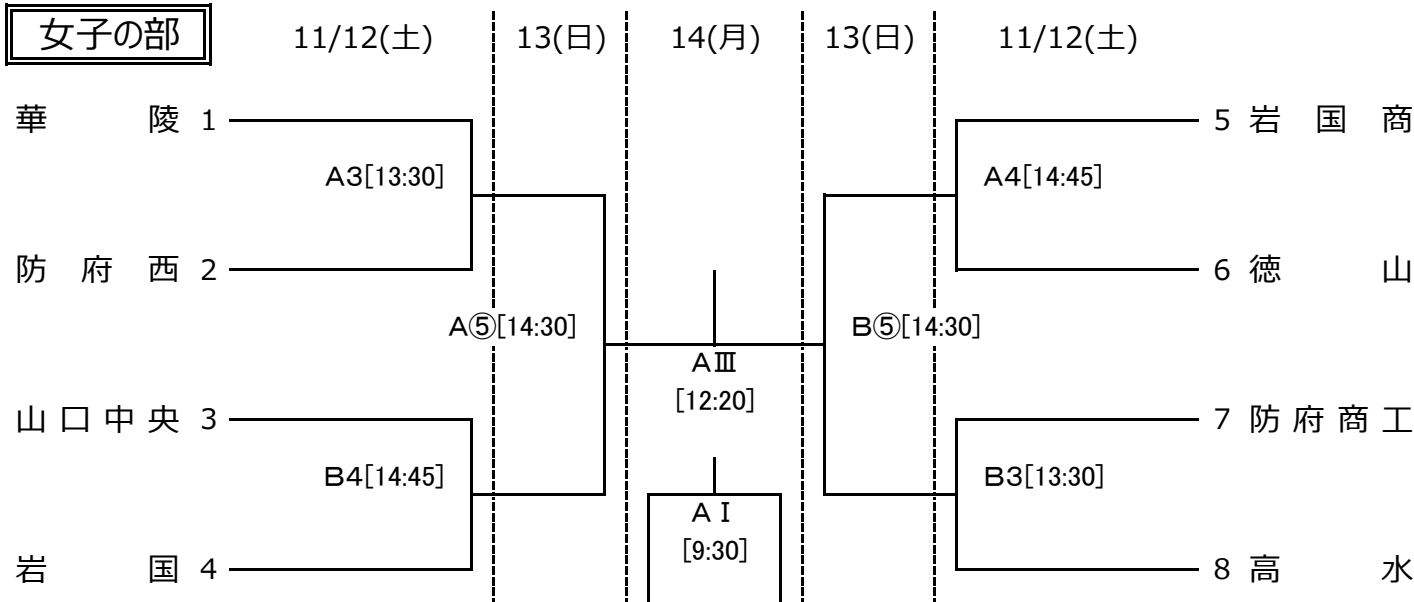 女子の部 11/12(土) 13(日) 14(月) 13(日) 11/12(土)
華陵 1 5 岩国商
A3[13:30] A4[14:45]
防府西 2 6 徳山
A⑤[14:30] B⑤[14:30]
AⅢ
[12:20]
山口中央 3 7 防府商工
B4[14:45] B3[13:30]
AⅠ
[9:30]
岩国 4 8 高水